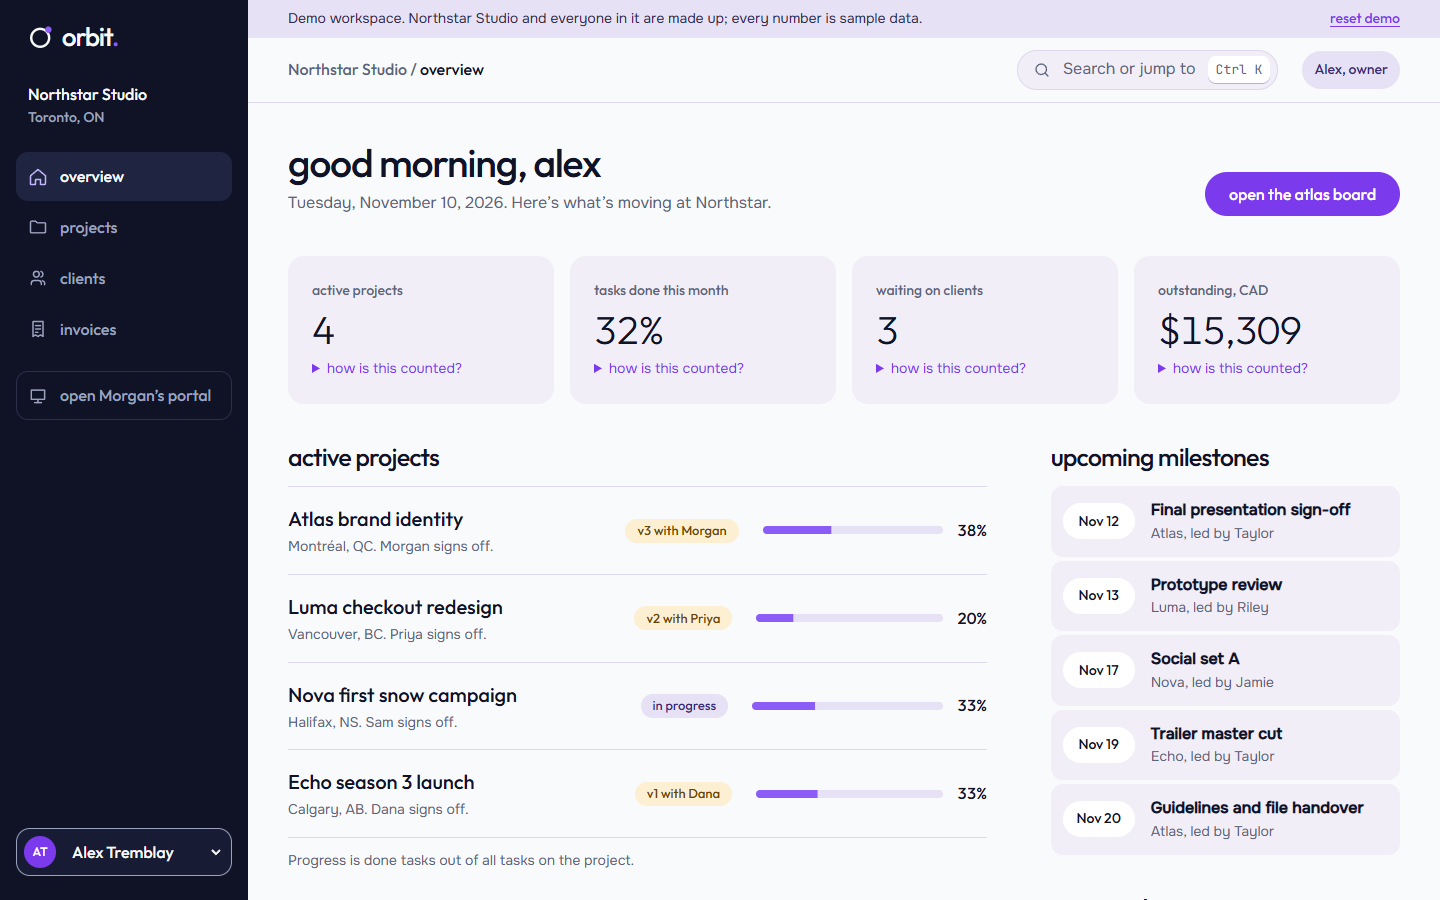 orbit.
Northstar Studio
Toronto, ON
overview
projects
clients
invoices
open Morgan's portal
AT Alex Tremblay
Demo workspace. Northstar Studio and everyone in it are made up; every number is sample data.
reset demo
Northstar Studio / overview
Search or jump to
Ctrl K
Alex, owner
good morning, alex
Tuesday, November 10, 2026. Here’s what’s moving at Northstar.
open the atlas board
active projects
4
how is this counted?
tasks done this month
32%
how is this counted?
waiting on clients
3
how is this counted?
outstanding, CAD
$15,309
how is this counted?
active projects
Atlas brand identity
Montréal, QC. Morgan signs off.
v3 with Morgan
38%
Luma checkout redesign
Vancouver, BC. Priya signs off.
v2 with Priya
20%
Nova first snow campaign
Halifax, NS. Sam signs off.
in progress
33%
Echo season 3 launch
Calgary, AB. Dana signs off.
v1 with Dana
33%
Progress is done tasks out of all tasks on the project.
upcoming milestones
Nov 12
Final presentation sign-off
Atlas, led by Taylor
Nov 13
Prototype review
Luma, led by Riley
Nov 17
Social set A
Nova, led by Jamie
Nov 19
Trailer master cut
Echo, led by Taylor
Nov 20
Guidelines and file handover
Atlas, led by Taylor